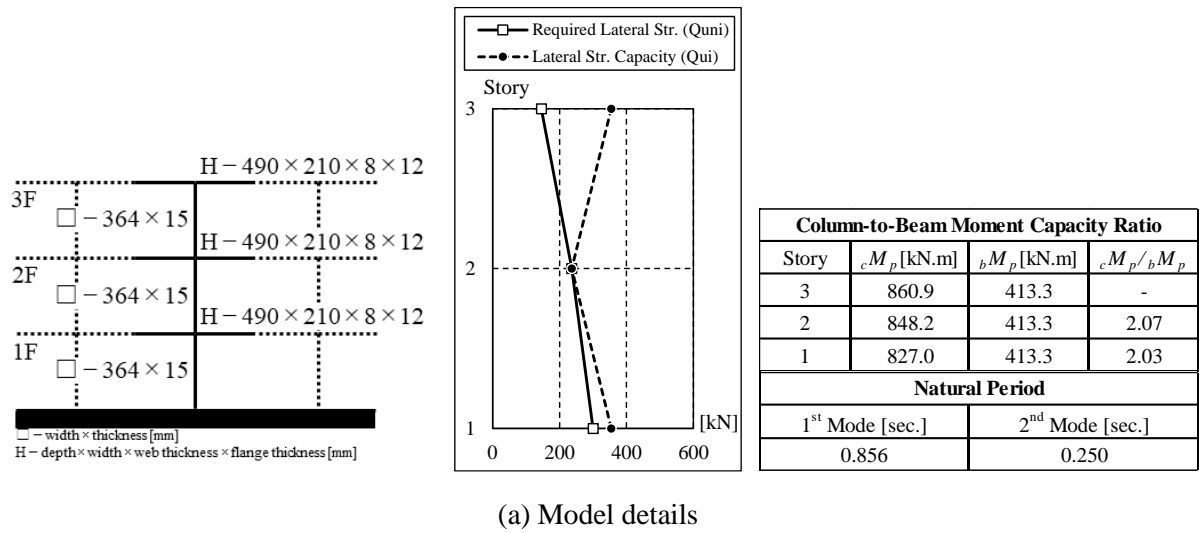 H－490×210×8×12
3F
□－364×15
H－490×210×8×12
2F
□－364×15
H－490×210×8×12
1F
□－364×15
□－width×thickness[mm]
H－depth×width×web thickness×flange thickness[mm]
Required Lateral Str. (Quni)
Lateral Str. Capacity (Qui)
Story
3
2
1
[kN]
0 200 400 600
0 200 400 600
Column-to-Beam Moment Capacity Ratio
Story cMp[kN.m] bMp[kN.m] cMp/bMp
3 860.9 413.3 -
2 848.2 413.3 2.07
1 827.0 413.3 2.03
Natural Period
1st Mode [sec.] 2nd Mode [sec.]
0.856 0.250
(a) Model details